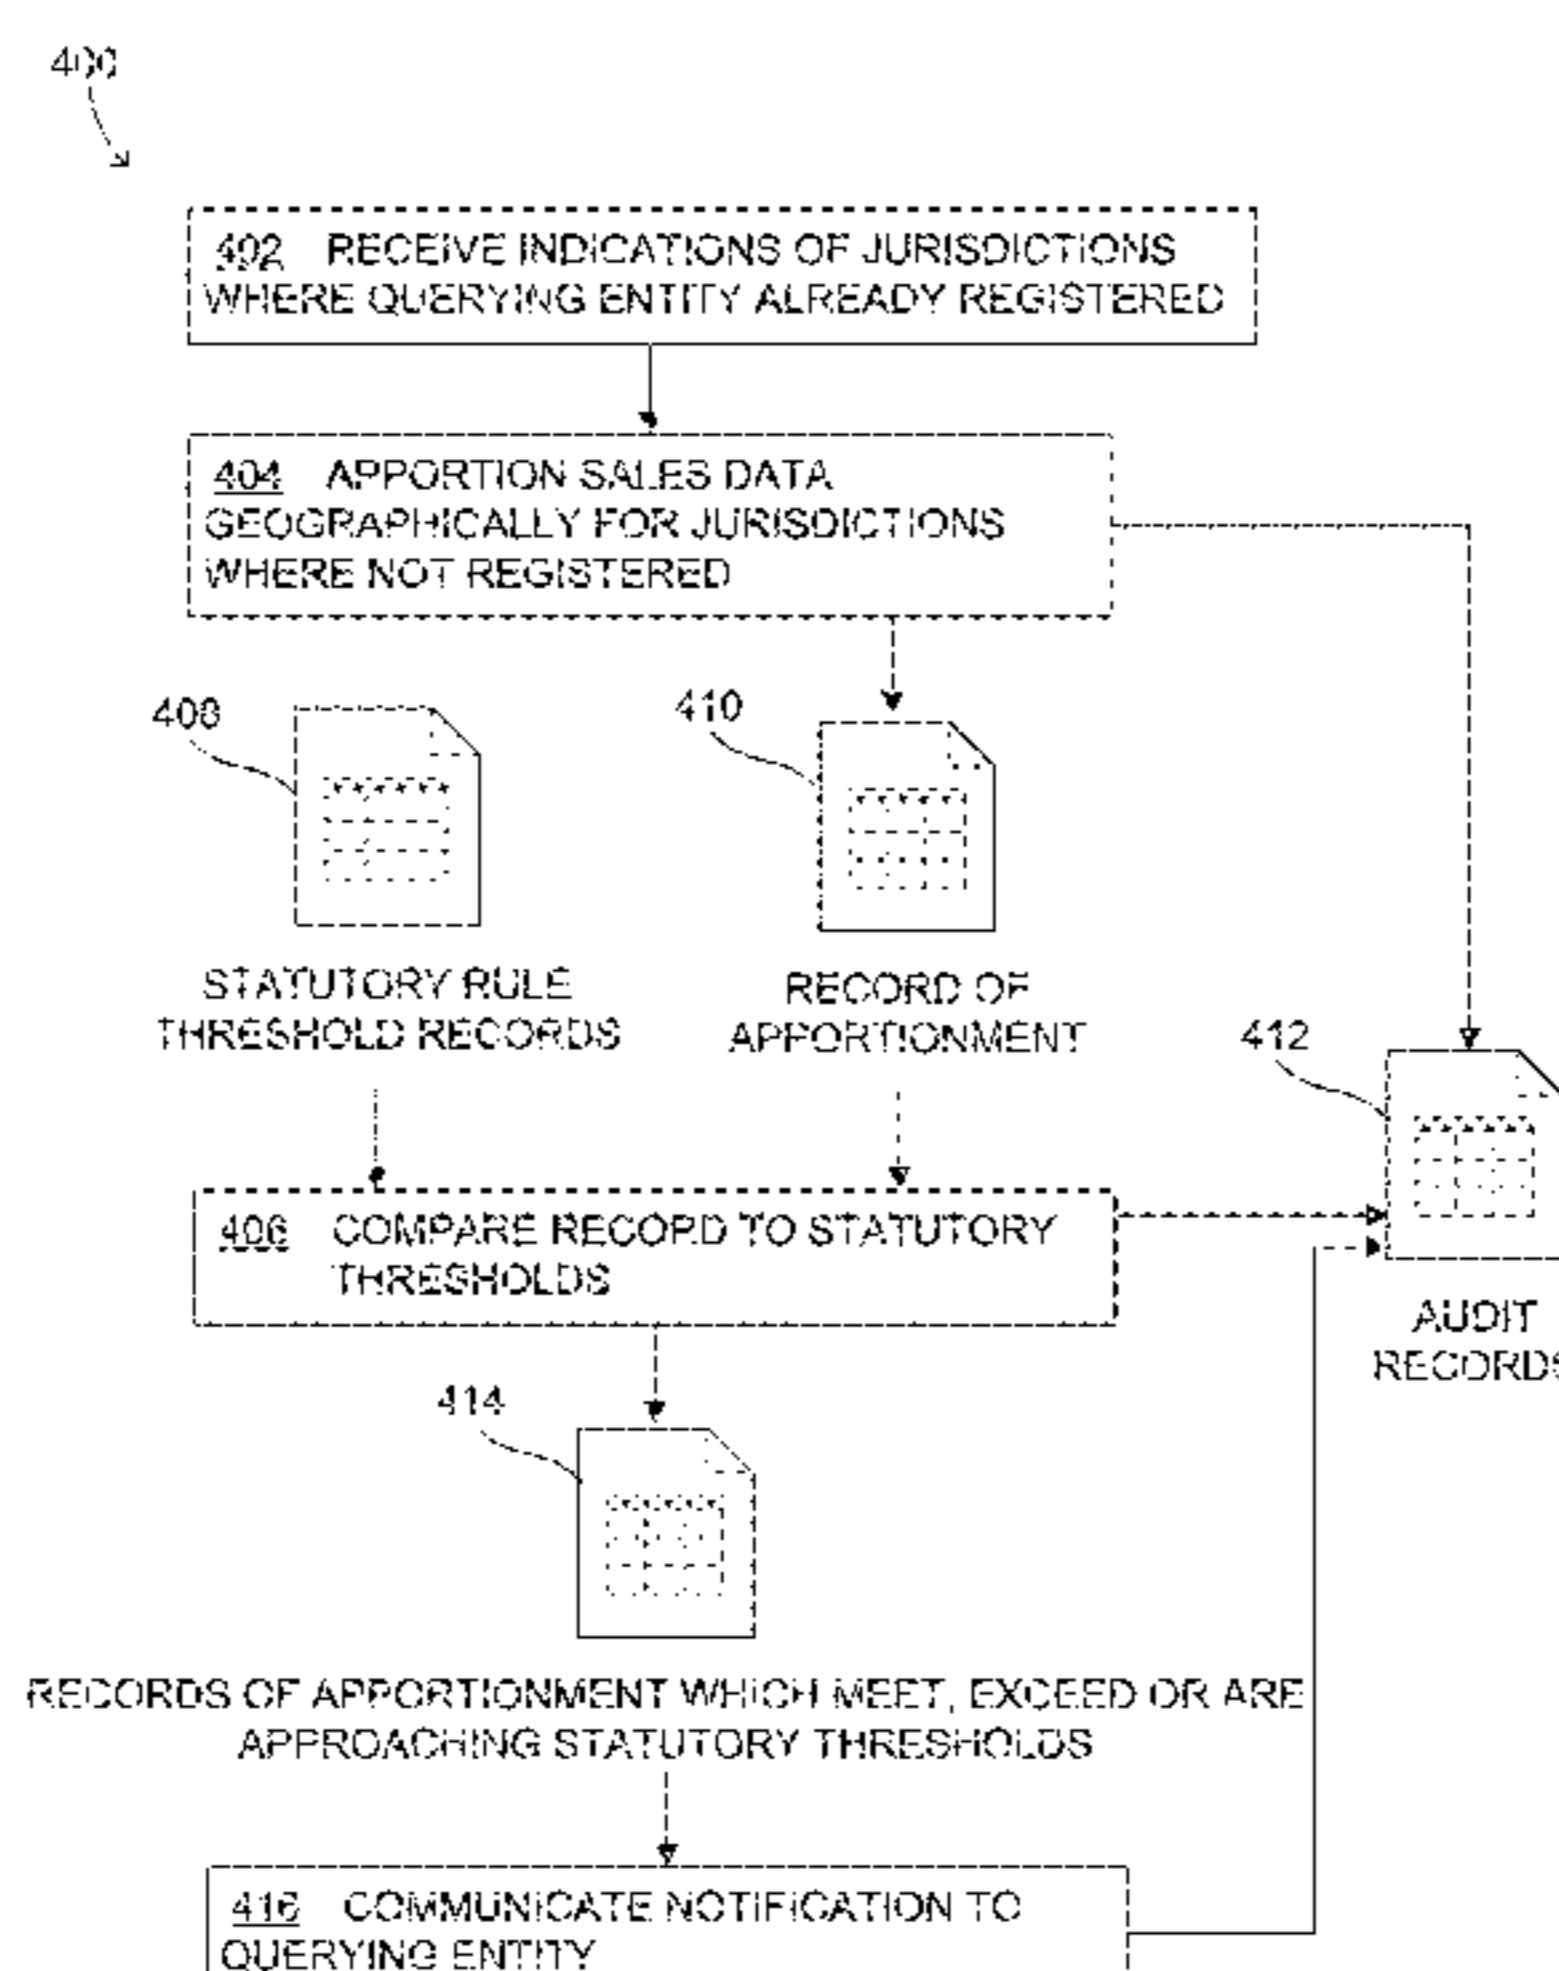 400
402 RECEIVE INDICATIONS OF JURISDICTIONS
WHERE QUERYING ENTITY ALREADY REGISTERED
404 APPORTION SALES DATA
GEOGRAPHICALLY FOR JURISDICTIONS
WHERE NOT REGISTERED
408
410
STATUTORY RULE
THRESHOLD RECORDS
RECORD OF
APPORTIONMENT
412
406 COMPARE RECORD TO STATUTORY
THRESHOLDS
AUDIT
RECORDS
414
RECORDS OF APPORTIONMENT WHICH MEET, EXCEED OR ARE
APPROACHING STATUTORY THRESHOLDS
416 COMMUNICATE NOTIFICATION TO
QUERYING ENTITY